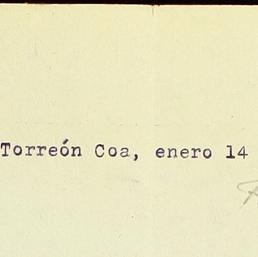 Torreón Coa, enero 14